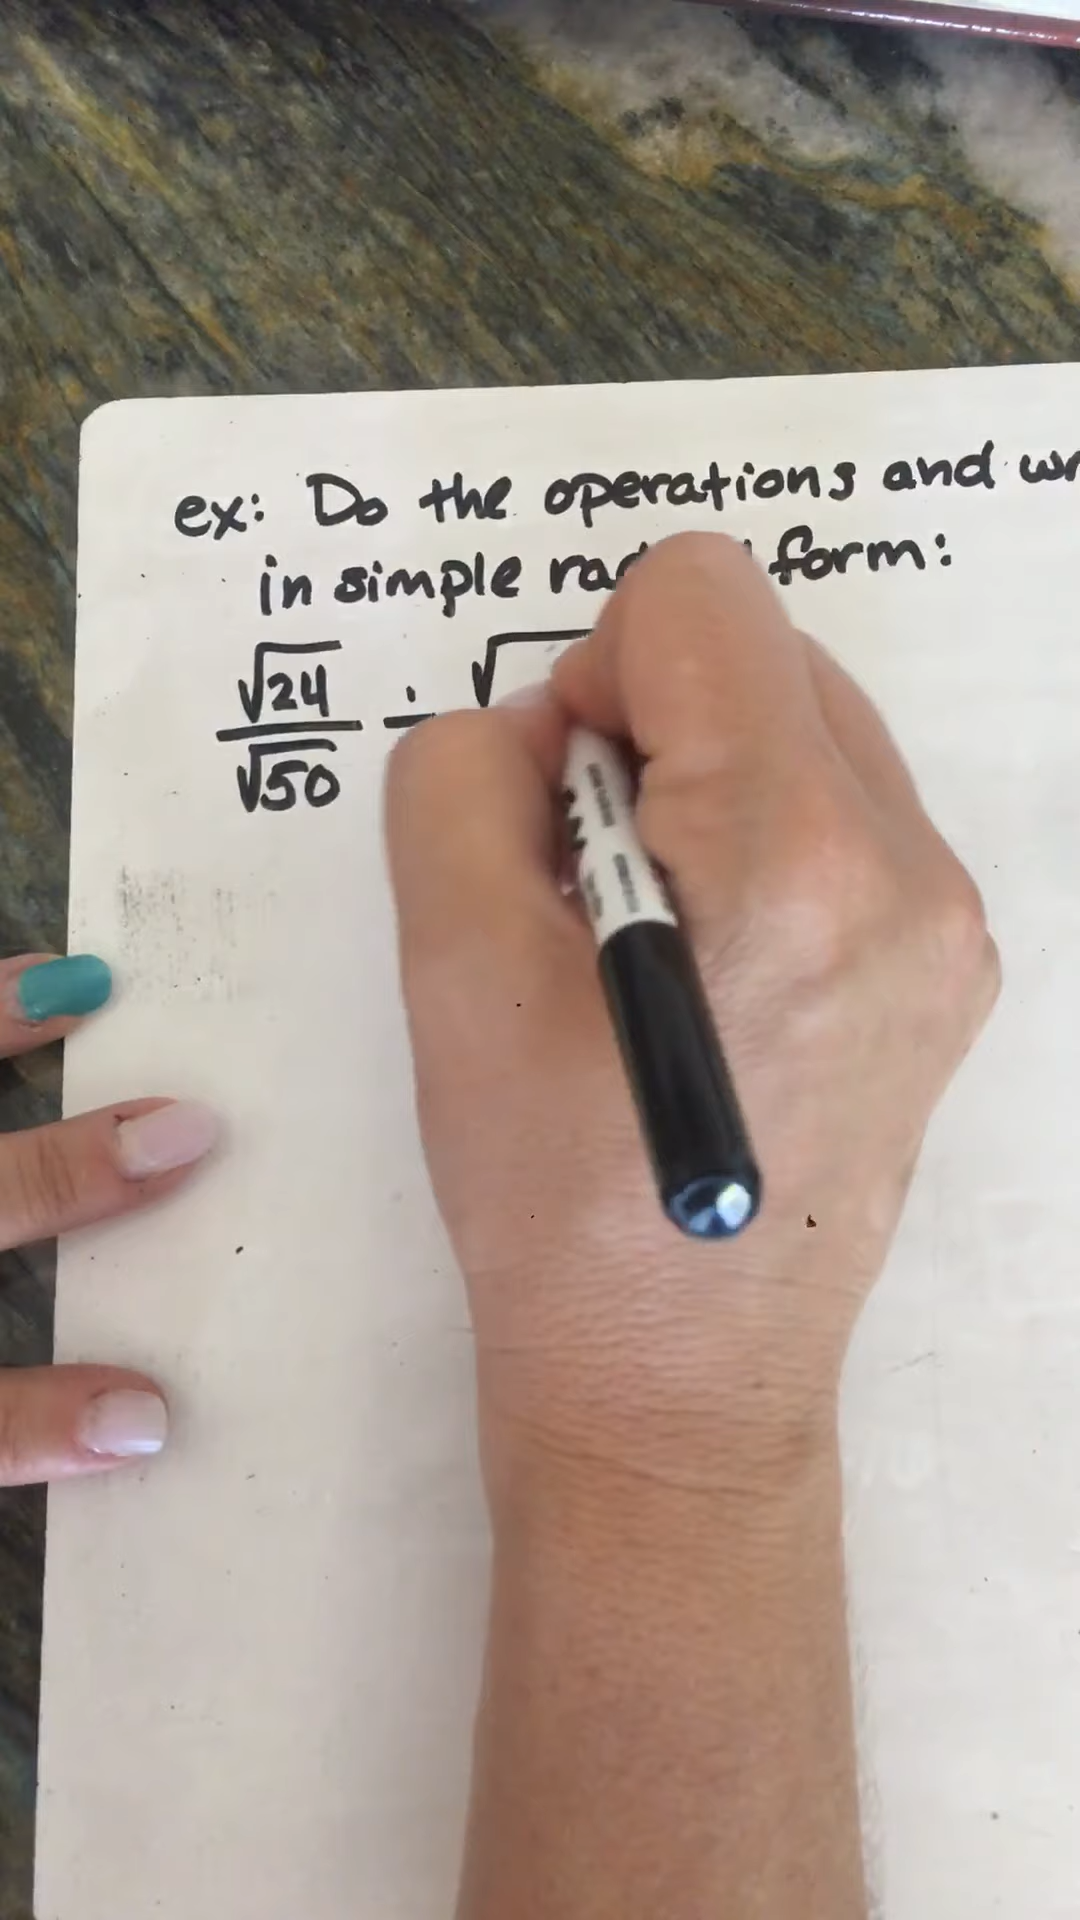 ex: Do the operations and
in simple form:
√24 ÷ √
√50